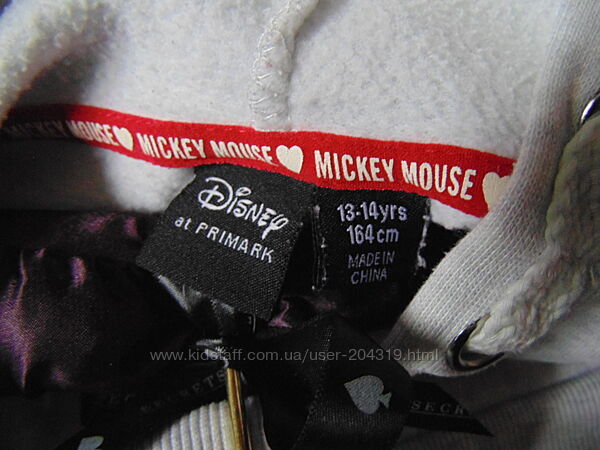 MICKEY MOUSE MICKEY MOUSE MICKEY MOUSE
Disney
at PRIMARK
13-14yrs
164cm
MADE IN
CHINA
www.kidstaff.com.ua/user-204319.html
SECRETS